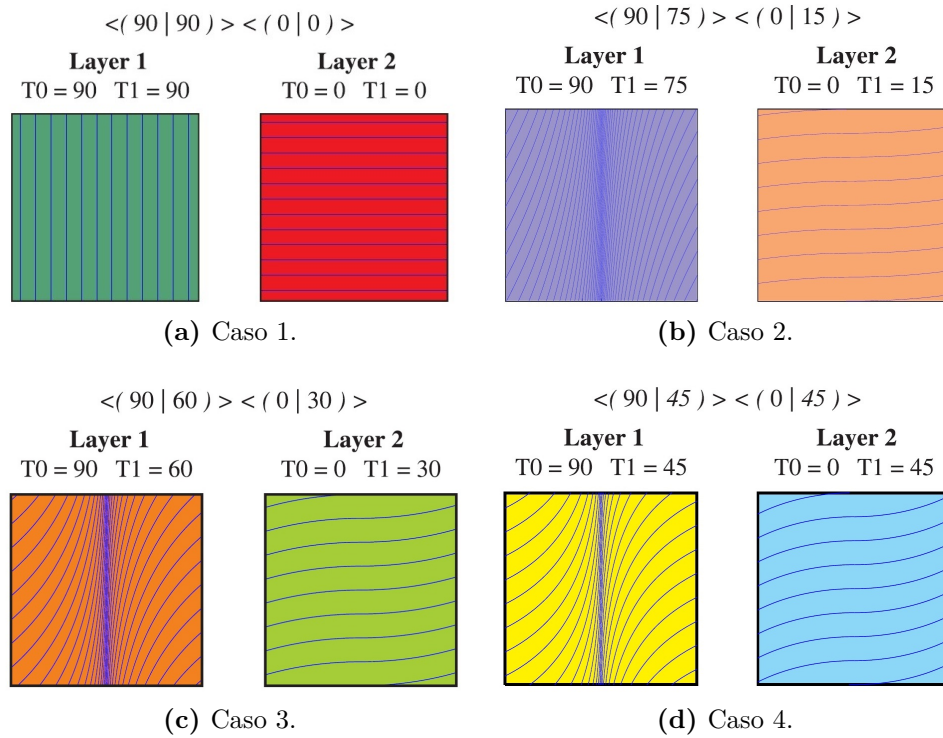 <( 90 | 90 ) > < ( 0 | 0 ) >
Layer 1
T0 = 90 T1 = 90
Layer 2
T0 = 0 T1 = 0
(a) Caso 1.
<( 90 | 75 ) > < ( 0 | 15 ) >
Layer 1
T0 = 90 T1 = 75
Layer 2
T0 = 0 T1 = 15
(b) Caso 2.
<( 90 | 60 ) > < ( 0 | 30 ) >
Layer 1
T0 = 90 T1 = 60
Layer 2
T0 = 0 T1 = 30
(c) Caso 3.
<( 90 | 45 ) > < ( 0 | 45 ) >
Layer 1
T0 = 90 T1 = 45
Layer 2
T0 = 0 T1 = 45
(d) Caso 4.